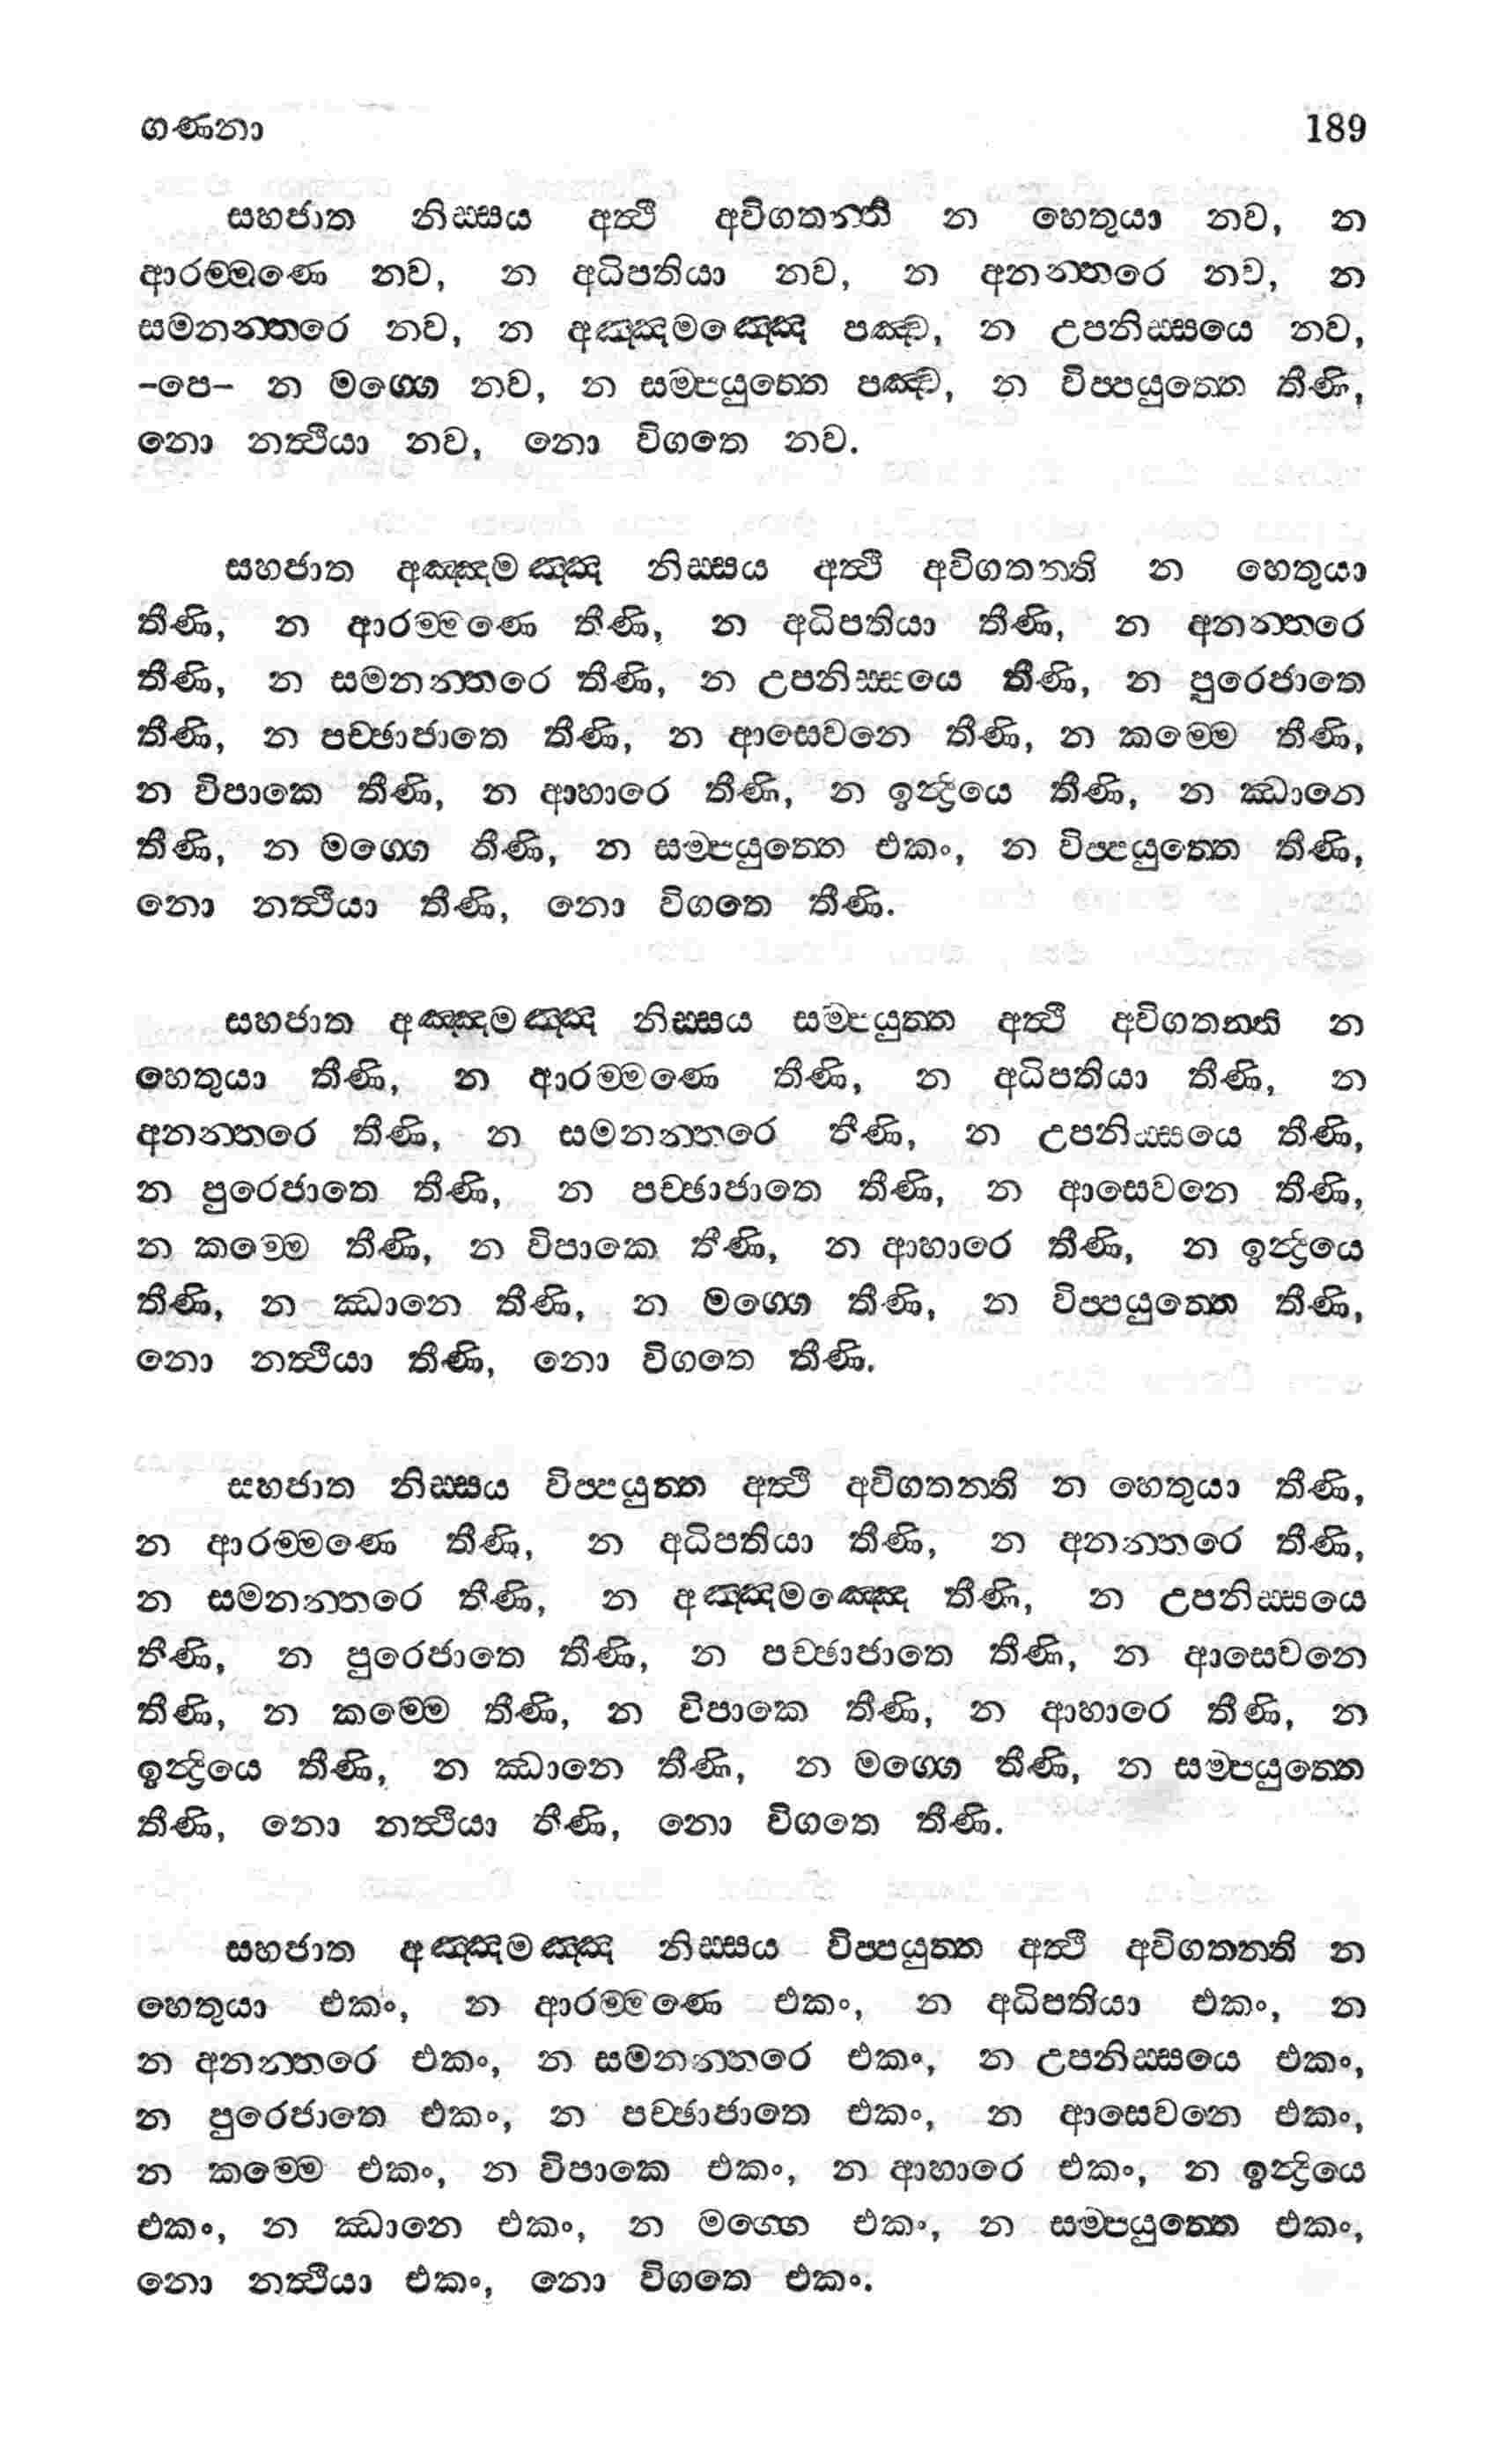 ගණනා 189
සහජාත නිස්සය අත්ථි අවිගතන්ති න හෙතුයා නව, න
ආරම්මණෙ නව, න අධිපතියා නව, න අනන්තරෙ නව, න
සමනන්තරෙ නව, න අඤ්ඤමඤ්ඤෙ පඤ්ච, න උපනිස්සයෙ නව,
-පෙ- න මග්ගෙ නව, න සම්පයුත්තෙ පඤ්ච, න විප්පයුත්තෙ තීණි,
නො නත්ථියා නව, නො විගතෙ නව.
සහජාත අඤ්ඤමඤ්ඤ නිස්සය අත්ථි අවිගතන්ති න හෙතුයා
තීණි, න ආරම්මණෙ තීණි, න අධිපතියා තීණි, න අනන්තරෙ
තීණි, න සමනන්තරෙ තීණි, න උපනිස්සයෙ තීණි, න පුරෙජාතෙ
තීණි, න පච්ඡාජාතෙ තීණි, න ආසෙවනෙ තීණි, න කම්මෙ තීණි,
න විපාකෙ තීණි, න ආහාරෙ තීණි, න ඉන්ද්‍රියෙ තීණි, න ඣානෙ
තීණි, න මග්ගෙ තීණි, න සම්පයුත්තෙ එකං, න විප්පයුත්තෙ තීණි,
නො නත්ථියා තීණි, නො විගතෙ තීණි.
සහජාත අඤ්ඤමඤ්ඤ නිස්සය සම්පයුත්ත අත්ථි අවිගතන්ති න
හෙතුයා තීණි, න ආරම්මණෙ තීණි, න අධිපතියා තීණි, න
අනන්තරෙ තීණි, න සමනන්තරෙ තීණි, න උපනිස්සයෙ තීණි,
න පුරෙජාතෙ තීණි, න පච්ඡාජාතෙ තීණි, න ආසෙවනෙ තීණි,
න කම්මෙ තීණි, න විපාකෙ තීණි, න ආහාරෙ තීණි, න ඉන්ද්‍රියෙ
තීණි, න ඣානෙ තීණි, න මග්ගෙ තීණි, න විප්පයුත්තෙ තීණි,
නො නත්ථියා තීණි, නො විගතෙ තීණි.
සහජාත නිස්සය විප්පයුත්ත අත්ථි අවිගතන්ති න හෙතුයා තීණි,
න ආරම්මණෙ තීණි, න අධිපතියා තීණි, න අනන්තරෙ තීණි,
න සමනන්තරෙ තීණි, න අඤ්ඤමඤ්ඤෙ තීණි, න උපනිස්සයෙ
තීණි, න පුරෙජාතෙ තීණි, න පච්ඡාජාතෙ තීණි, න ආසෙවනෙ
තීණි, න කම්මෙ තීණි, න විපාකෙ තීණි, න ආහාරෙ තීණි, න
ඉන්ද්‍රියෙ තීණි, න ඣානෙ තීණි, න මග්ගෙ තීණි, න සම්පයුත්තෙ
තීණි, නො නත්ථියා තීණි, නො විගතෙ තීණි.
සහජාත අඤ්ඤමඤ්ඤ නිස්සය විප්පයුත්ත අත්ථි අවිගතන්ති න
හෙතුයා එකං, න ආරම්මණෙ එකං, න අධිපතියා එකං, න
න අනන්තරෙ එකං, න සමනන්තරෙ එකං, න උපනිස්සයෙ එකං,
න පුරෙජාතෙ එකං, න පච්ඡාජාතෙ එකං, න ආසෙවනෙ එකං,
න කම්මෙ එකං, න විපාකෙ එකං, න ආහාරෙ එකං, න ඉන්ද්‍රියෙ
එකං, න ඣානෙ එකං, න මග්ගෙ එකං, න සම්පයුත්තෙ එකං,
නො නත්ථියා එකං, නො විගතෙ එකං.